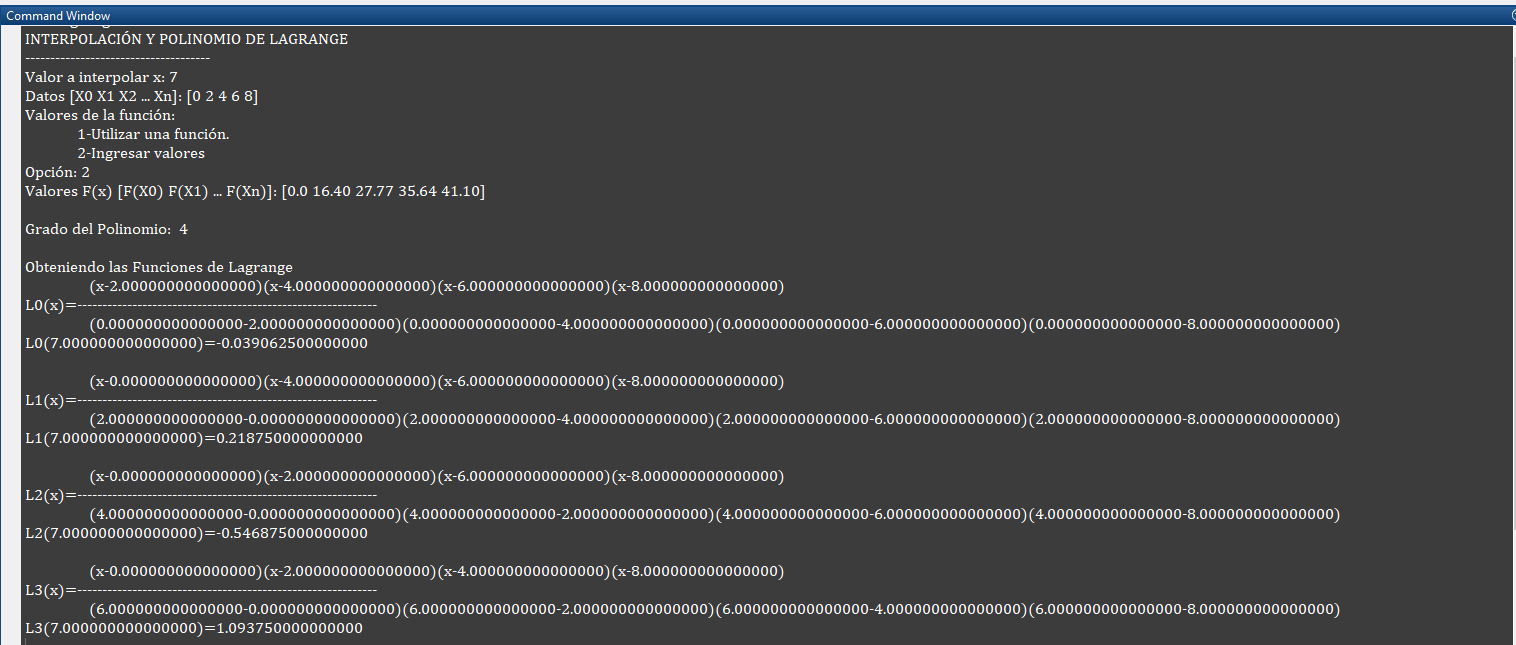 Command Window
INTERPOLACIÓN Y POLINOMIO DE LAGRANGE
-------------------------------------
Valor a interpolar x: 7
Datos [X0 X1 X2 ... Xn]: [0 2 4 6 8]
Valores de la función:
1-Utilizar una función.
2-Ingresar valores
Opción: 2
Valores F(x) [F(X0) F(X1) ... F(Xn)]: [0.0 16.40 27.77 35.64 41.10]
Grado del Polinomio:  4
Obteniendo las Funciones de Lagrange
(x-2.000000000000000)(x-4.000000000000000)(x-6.000000000000000)(x-8.000000000000000)
L0(x)=------------------------------------------------------------
(0.000000000000000-2.000000000000000)(0.000000000000000-4.000000000000000)(0.000000000000000-6.000000000000000)(0.000000000000000-8.000000000000000)
L0(7.000000000000000)=-0.039062500000000
(x-0.000000000000000)(x-4.000000000000000)(x-6.000000000000000)(x-8.000000000000000)
L1(x)=------------------------------------------------------------
(2.000000000000000-0.000000000000000)(2.000000000000000-4.000000000000000)(2.000000000000000-6.000000000000000)(2.000000000000000-8.000000000000000)
L1(7.000000000000000)=0.218750000000000
(x-0.000000000000000)(x-2.000000000000000)(x-6.000000000000000)(x-8.000000000000000)
L2(x)=------------------------------------------------------------
(4.000000000000000-0.000000000000000)(4.000000000000000-2.000000000000000)(4.000000000000000-6.000000000000000)(4.000000000000000-8.000000000000000)
L2(7.000000000000000)=-0.546875000000000
(x-0.000000000000000)(x-2.000000000000000)(x-4.000000000000000)(x-8.000000000000000)
L3(x)=------------------------------------------------------------
(6.000000000000000-0.000000000000000)(6.000000000000000-2.000000000000000)(6.000000000000000-4.000000000000000)(6.000000000000000-8.000000000000000)
L3(7.000000000000000)=1.093750000000000